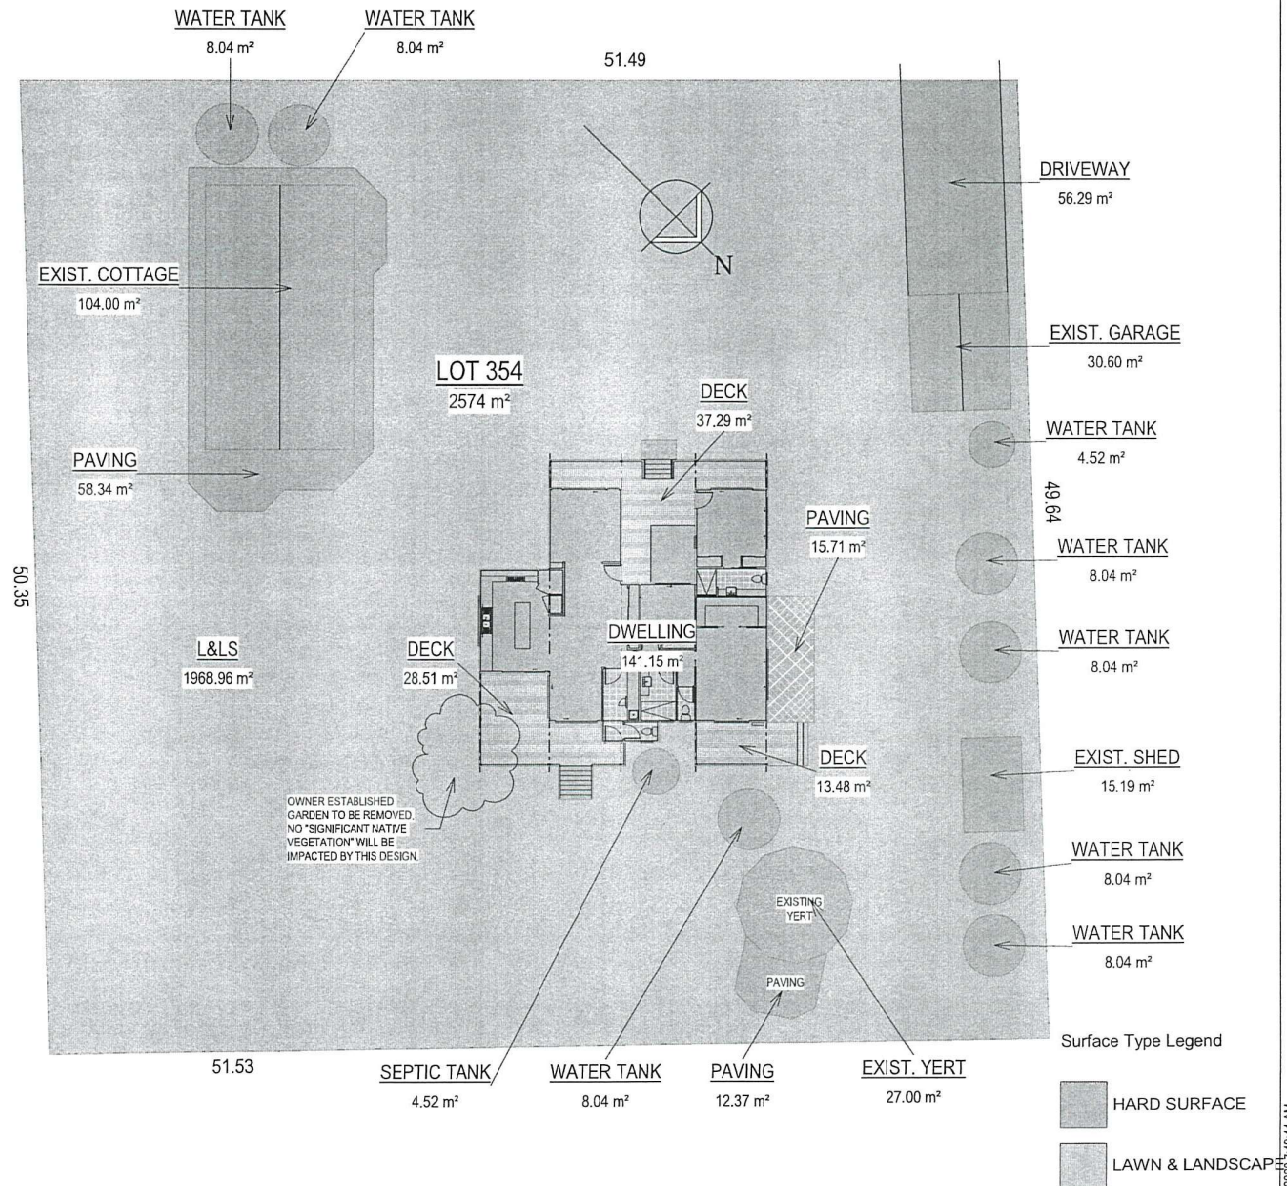 WATER TANK
8.04 m²
WATER TANK
8.04 m²
51.49
DRIVEWAY
56.29 m²
N
EXIST. COTTAGE
104.00 m²
EXIST. GARAGE
30.60 m²
LOT 354
2574 m²
DECK
37.29 m²
WATER TANK
4.52 m²
PAVING
58.34 m²
49.64
PAVING
15.71 m²
WATER TANK
8.04 m²
50.35
WATER TANK
8.04 m²
DWELLING
141.15 m²
L&LS
1968.96 m²
DECK
28.51 m²
DECK
13.48 m²
EXIST. SHED
15.19 m²
OWNER ESTABLISHED
GARDEN TO BE REMOVED.
NO "SIGNIFICANT NATIVE
VEGETATION" WILL BE
IMPACTED BY THIS DESIGN.
WATER TANK
8.04 m²
EXISTING
YERT
WATER TANK
8.04 m²
PAVING
51.53
SEPTIC TANK
4.52 m²
WATER TANK
8.04 m²
PAVING
12.37 m²
EXIST. YERT
27.00 m²
Surface Type Legend
HARD SURFACE
LAWN & LANDSCAPE